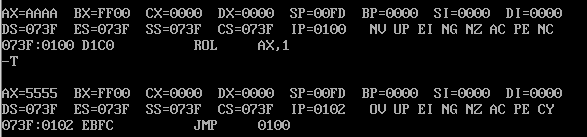 AX=AAAA  BX=FF00  CX=0000  DX=0000  SP=00FD  BP=0000  SI=0000  DI=0000
DS=073F  ES=073F  SS=073F  CS=073F  IP=0100   NV UP EI NG NZ AC PE NC
073F:0100 D1C0          ROL     AX,1
-T
AX=5555  BX=FF00  CX=0000  DX=0000  SP=00FD  BP=0000  SI=0000  DI=0000
DS=073F  ES=073F  SS=073F  CS=073F  IP=0102   OV UP EI NG NZ AC PE CY
073F:0102 EBFC          JMP     0100